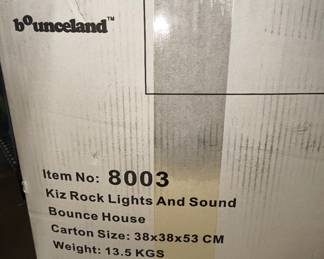 bounceland™
Item No: 8003
Kiz Rock Lights And Sound
Bounce House
Carton Size: 38x38x53 CM
Weight: 13.5 KGS